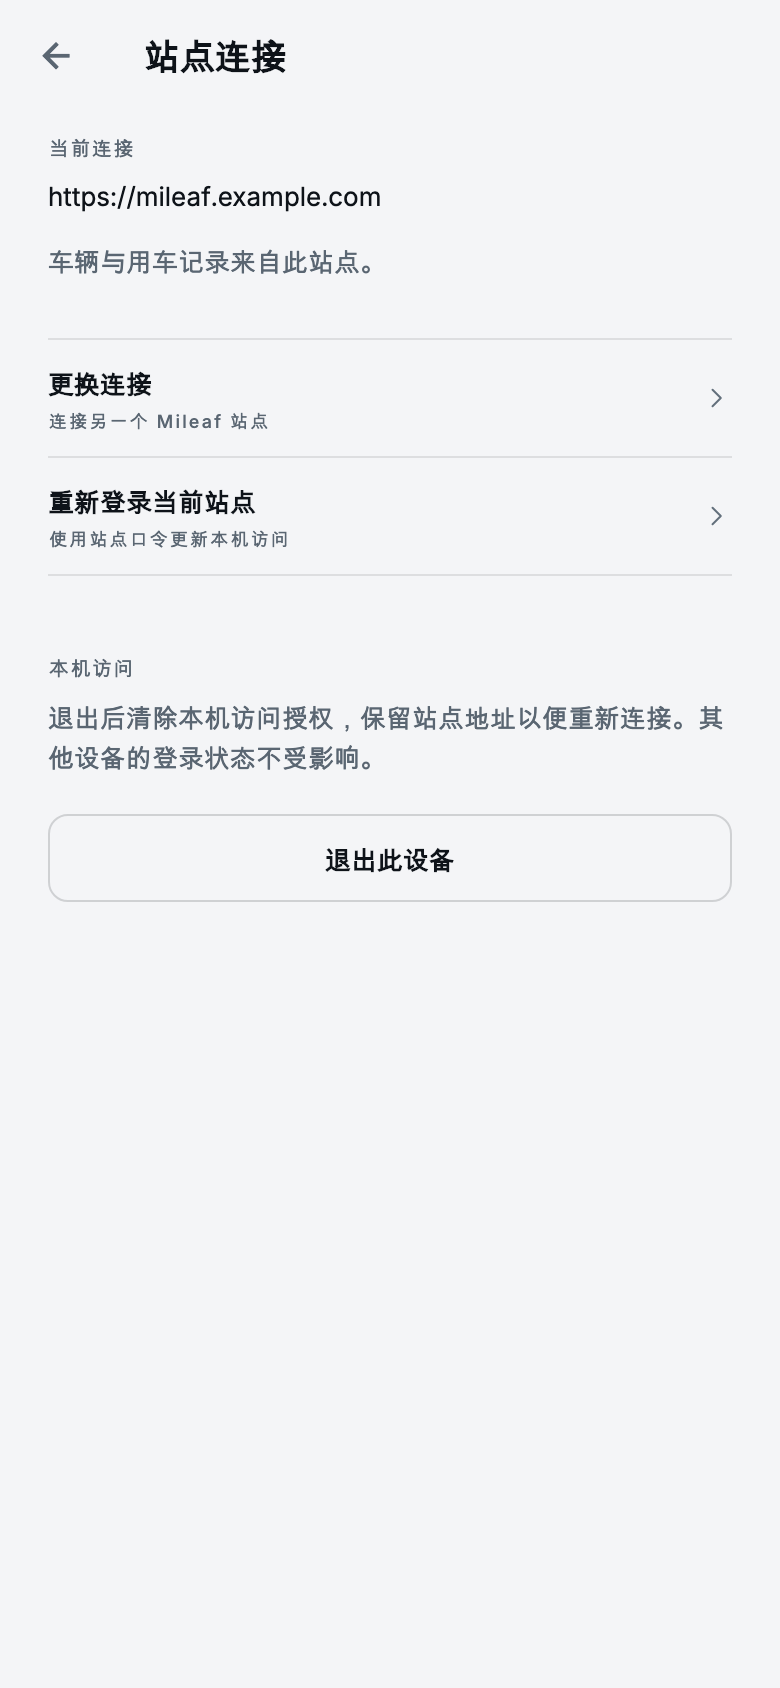 站点连接
当前连接
https://mileaf.example.com
车辆与用车记录来自此站点。
更换连接
连接另一个 Mileaf 站点
重新登录当前站点
使用站点口令更新本机访问
本机访问
退出后清除本机访问授权，保留站点地址以便重新连接。其
他设备的登录状态不受影响。
退出此设备